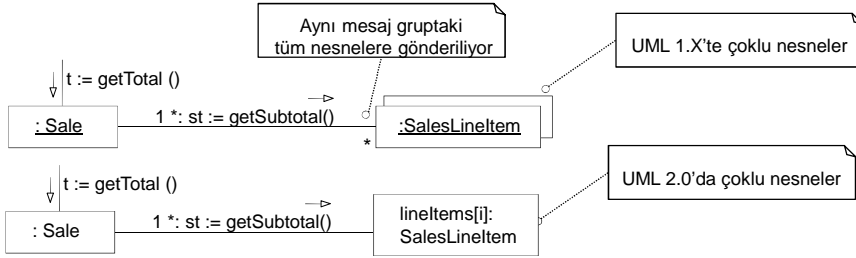 Aynı mesaj gruptaki
tüm nesnelere gönderiliyor
UML 1.X'te çoklu nesneler
t := getTotal ()
: Sale
1 *: st := getSubtotal()
:SalesLineItem
*
UML 2.0'da çoklu nesneler
t := getTotal ()
: Sale
1 *: st := getSubtotal()
lineItems[i]:
SalesLineItem